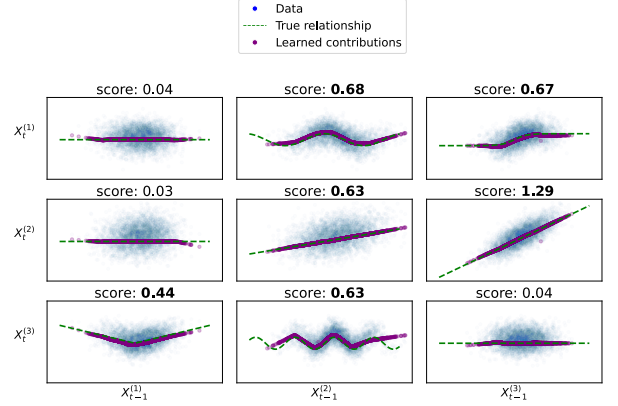 Data
True relationship
Learned contributions
score: 0.04
score: 0.68
score: 0.67
X_t^(1)
score: 0.03
score: 0.63
score: 1.29
X_t^(2)
score: 0.44
score: 0.63
score: 0.04
X_t^(3)
X_{t-1}^(1)
X_{t-1}^(2)
X_{t-1}^(3)